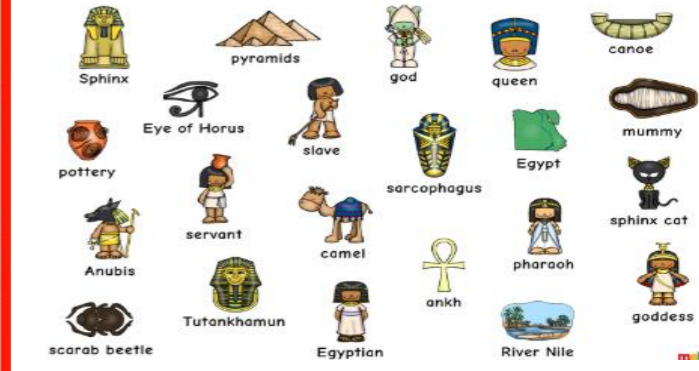 Sphinx
pyramids
god
queen
canoe
Eye of Horus
slave
mummy
pottery
sarcophagus
Egypt
servant
camel
sphinx cat
Anubis
pharaoh
ankh
goddess
Tutankhamun
scarab beetle
Egyptian
River Nile